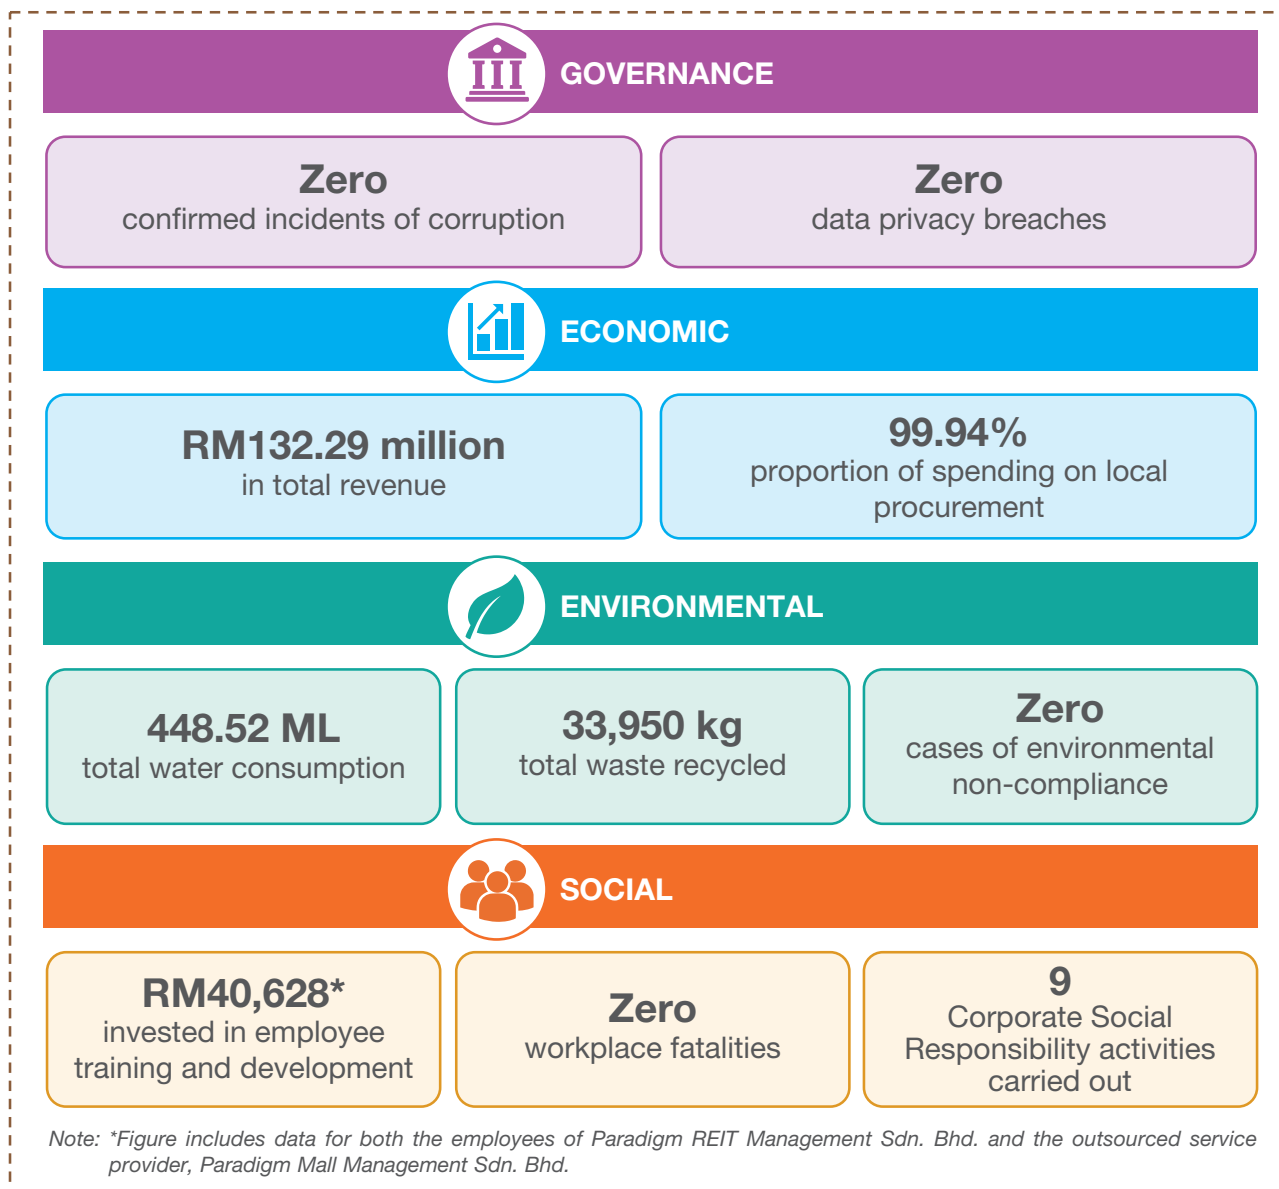 GOVERNANCE
Zero
confirmed incidents of corruption
Zero
data privacy breaches
ECONOMIC
RM132.29 million
in total revenue
99.94%
proportion of spending on local
procurement
ENVIRONMENTAL
448.52 ML
total water consumption
33,950 kg
total waste recycled
Zero
cases of environmental
non-compliance
SOCIAL
RM40,628*
invested in employee
training and development
Zero
workplace fatalities
9
Corporate Social
Responsibility activities
carried out
Note: *Figure includes data for both the employees of Paradigm REIT Management Sdn. Bhd. and the outsourced service
provider, Paradigm Mall Management Sdn. Bhd.